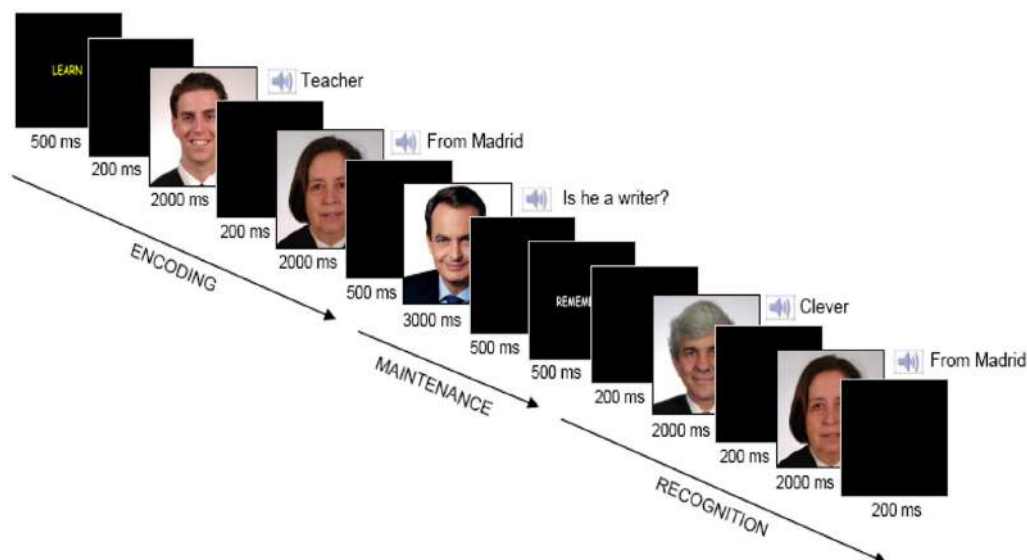 LEARN
500 ms
200 ms
Teacher
2000 ms
200 ms
From Madrid
2000 ms
500 ms
Is he a writer?
3000 ms
500 ms
REMEM
500 ms
200 ms
Clever
2000 ms
200 ms
From Madrid
2000 ms
200 ms
ENCODING
MAINTENANCE
RECOGNITION